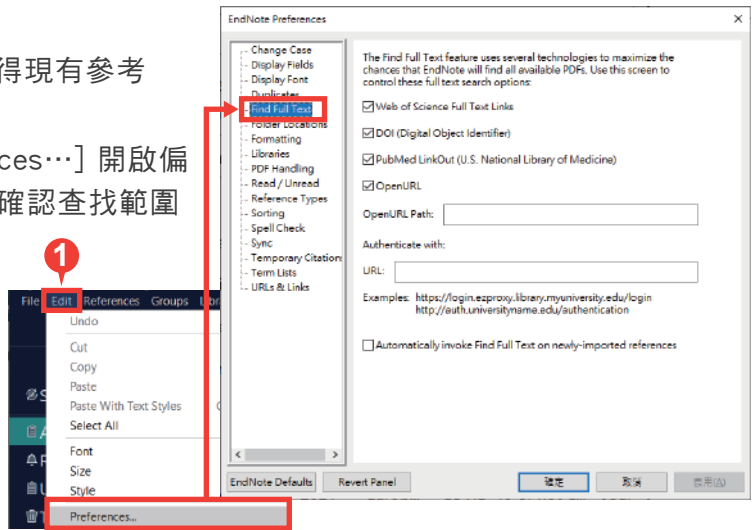 得現有參考
ces…] 開啟偏
確認查找範圍
1
File Edit References Groups
Undo
Cut
Copy
Paste
Paste With Text Styles
Select All
Font
Size
Style
Preferences...
EndNote Preferences
Change Case
Display Fields
Display Font
Duplicates
Find Full Text
Folder Locations
Formatting
Libraries
PDF Handling
Read / Unread
Reference Types
Sorting
Spell Check
Sync
Temporary Citations
Term Lists
URLs & Links
The Find Full Text feature uses several technologies to maximize the
chances that EndNote will find all available PDFs. Use this screen to
control these full text search options:
Web of Science Full Text Links
DOI (Digital Object Identifier)
PubMed LinkOut (U.S. National Library of Medicine)
OpenURL
OpenURL Path:
Authenticate with:
URL:
Examples: https://login.ezproxy.library.myuniversity.edu/login
http://auth.universityname.edu/authentication
Automatically invoke Find Full Text on newly-imported references
EndNote Defaults Revert Panel 確定 取消 套用(A)